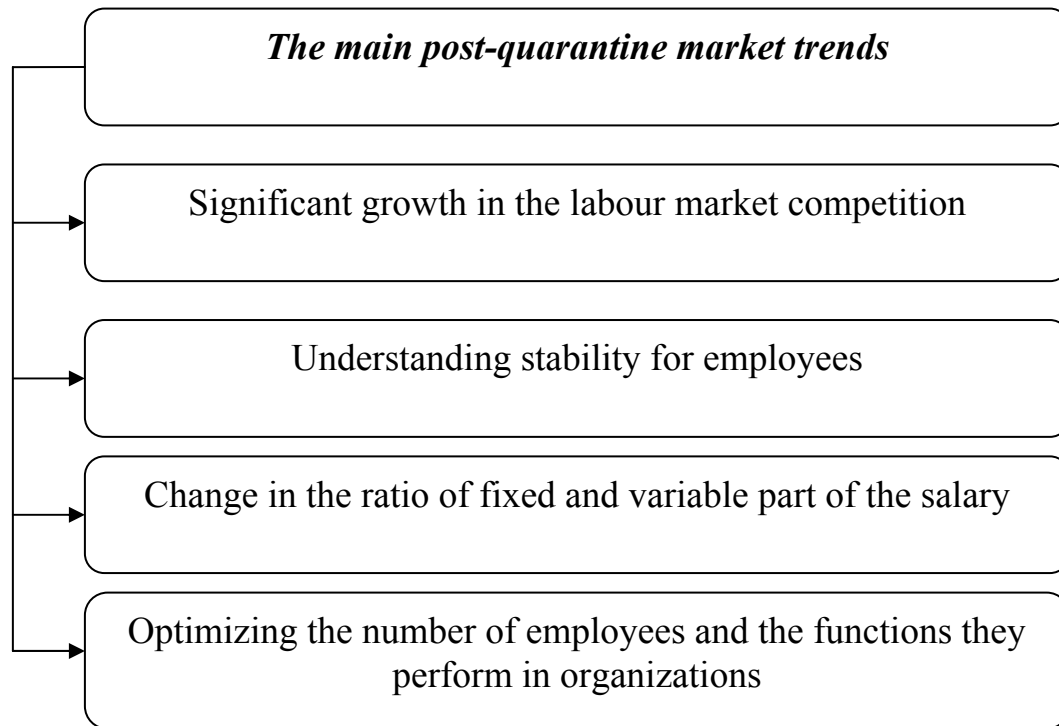 The main post-quarantine market trends
Significant growth in the labour market competition
Understanding stability for employees
Change in the ratio of fixed and variable part of the salary
Optimizing the number of employees and the functions they
perform in organizations